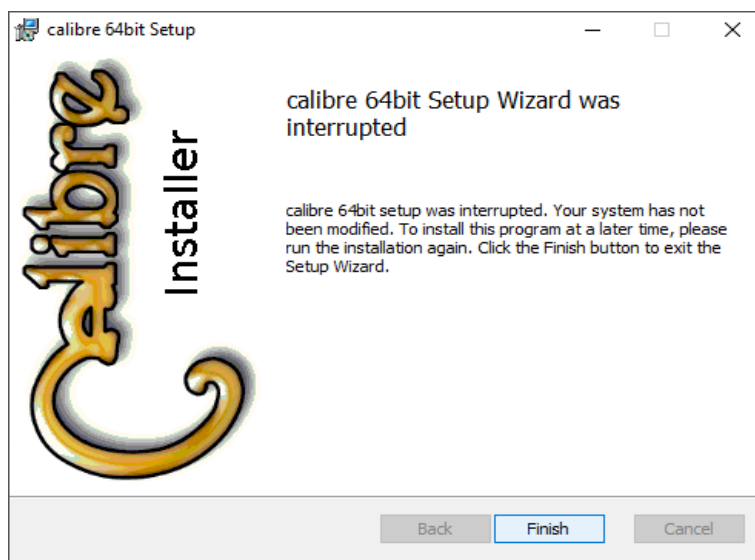 calibre 64bit Setup
calibre
Installer
calibre 64bit Setup Wizard was
interrupted
calibre 64bit setup was interrupted. Your system has not
been modified. To install this program at a later time, please
run the installation again. Click the Finish button to exit the
Setup Wizard.
Back
Finish
Cancel